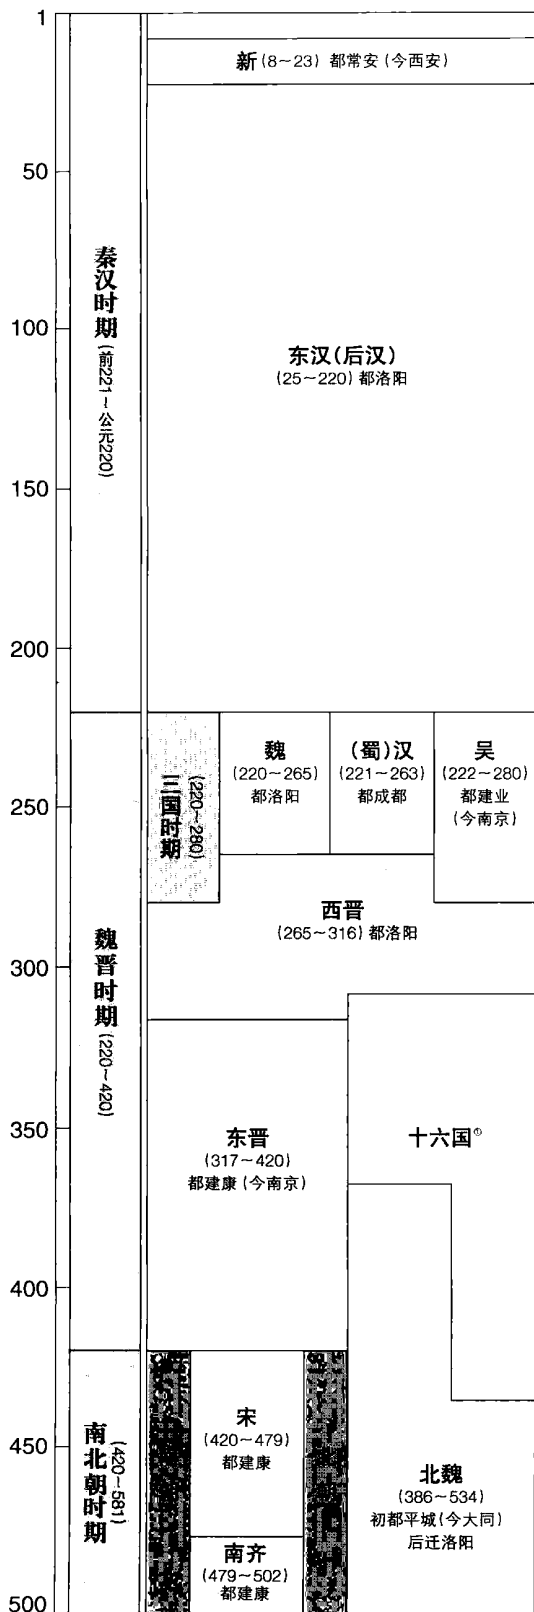 1
新(8~23) 都常安(今西安)
50
秦汉时期(前221~公元220)
100
东汉(后汉)
(25~220)都洛阳
150
200
三国时期
(220~280)
魏
(220~265)
都洛阳
(蜀)汉
(221~263)
都成都
吴
(222~280)
都建业
(今南京)
250
西晋
(265~316)都洛阳
魏晋时期(220~420)
300
350
东晋
(317~420)
都建康(今南京)
十六国①
400
南北朝时期
(420~581)
宋
(420~479)
都建康
450
北魏
(386~534)
初都平城(今大同)
后迁洛阳
南齐
(479~502)
都建康
500